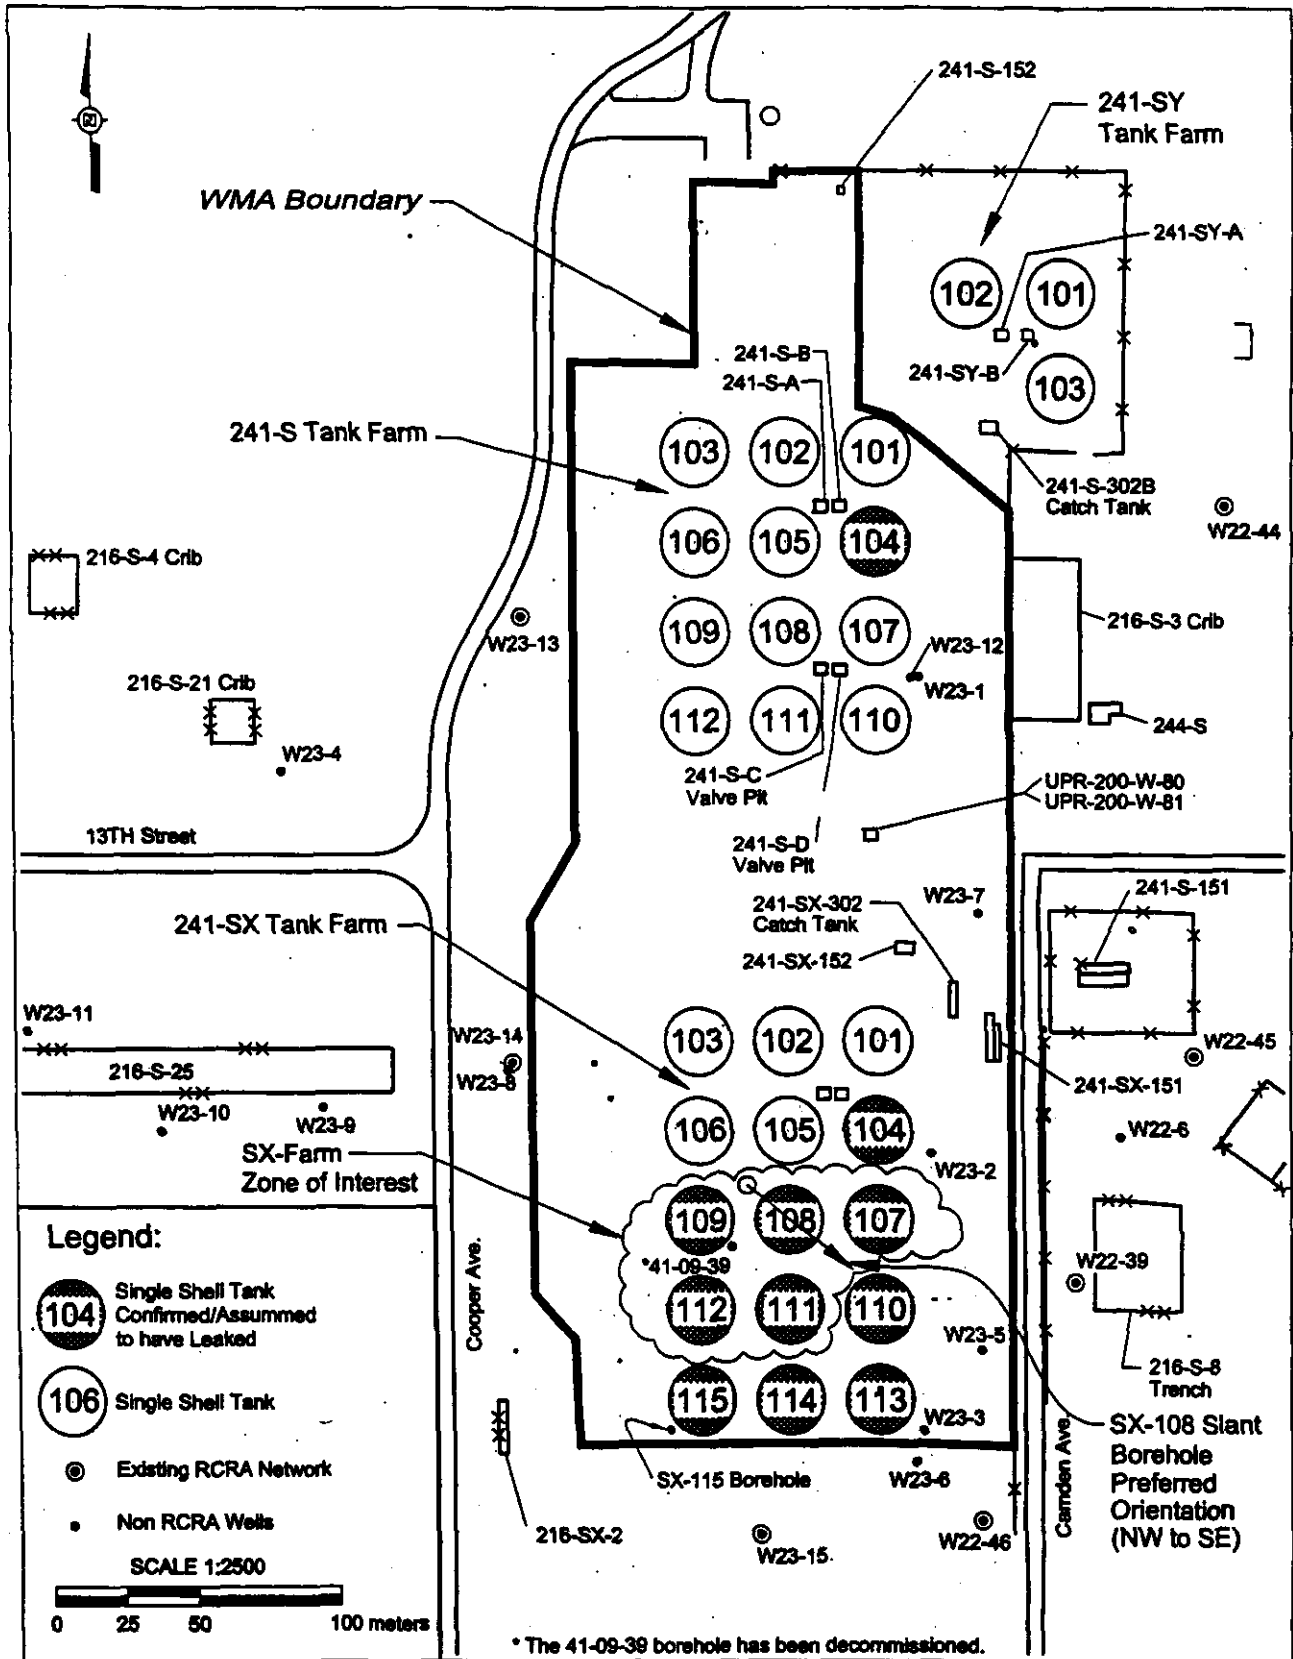 N
241-S-152
241-SY
Tank Farm
WMA Boundary
241-SY-A
102
101
241-S-B
241-SY-B
241-S-A
103
241-S Tank Farm
103
102
101
241-S-302B
Catch Tank
W22-44
106
105
104
216-S-4 Crib
216-S-3 Crib
W23-13
109
108
107
W23-12
W23-1
216-S-21 Crib
112
111
110
244-S
W23-4
241-S-C
Valve Pit
UPR-200-W-80
UPR-200-W-81
13TH Street
241-S-D
Valve Pit
241-S-151
241-SX-302
Catch Tank
W23-7
241-SX Tank Farm
241-SX-152
W23-11
W23-14
103
102
101
W22-45
216-S-25
W23-8
241-SX-151
W23-10
W23-9
106
105
104
W22-6
SX-Farm
Zone of Interest
W23-2
109
108
107
Legend:
*41-09-39
W22-39
104
Single Shell Tank
Confirmed/Assummed
to have Leaked
Cooper Ave.
112
111
110
W23-5
216-S-8
Trench
106
Single Shell Tank
115
114
113
W23-3
SX-108 Slant
Borehole
Preferred
Orientation
(NW to SE)
Camden Ave.
Existing RCRA Network
SX-115 Borehole
W23-6
Non RCRA Wells
216-SX-2
W23-15
W22-46
SCALE 1:2500
0 25 50 100 meters
* The 41-09-39 borehole has been decommissioned.